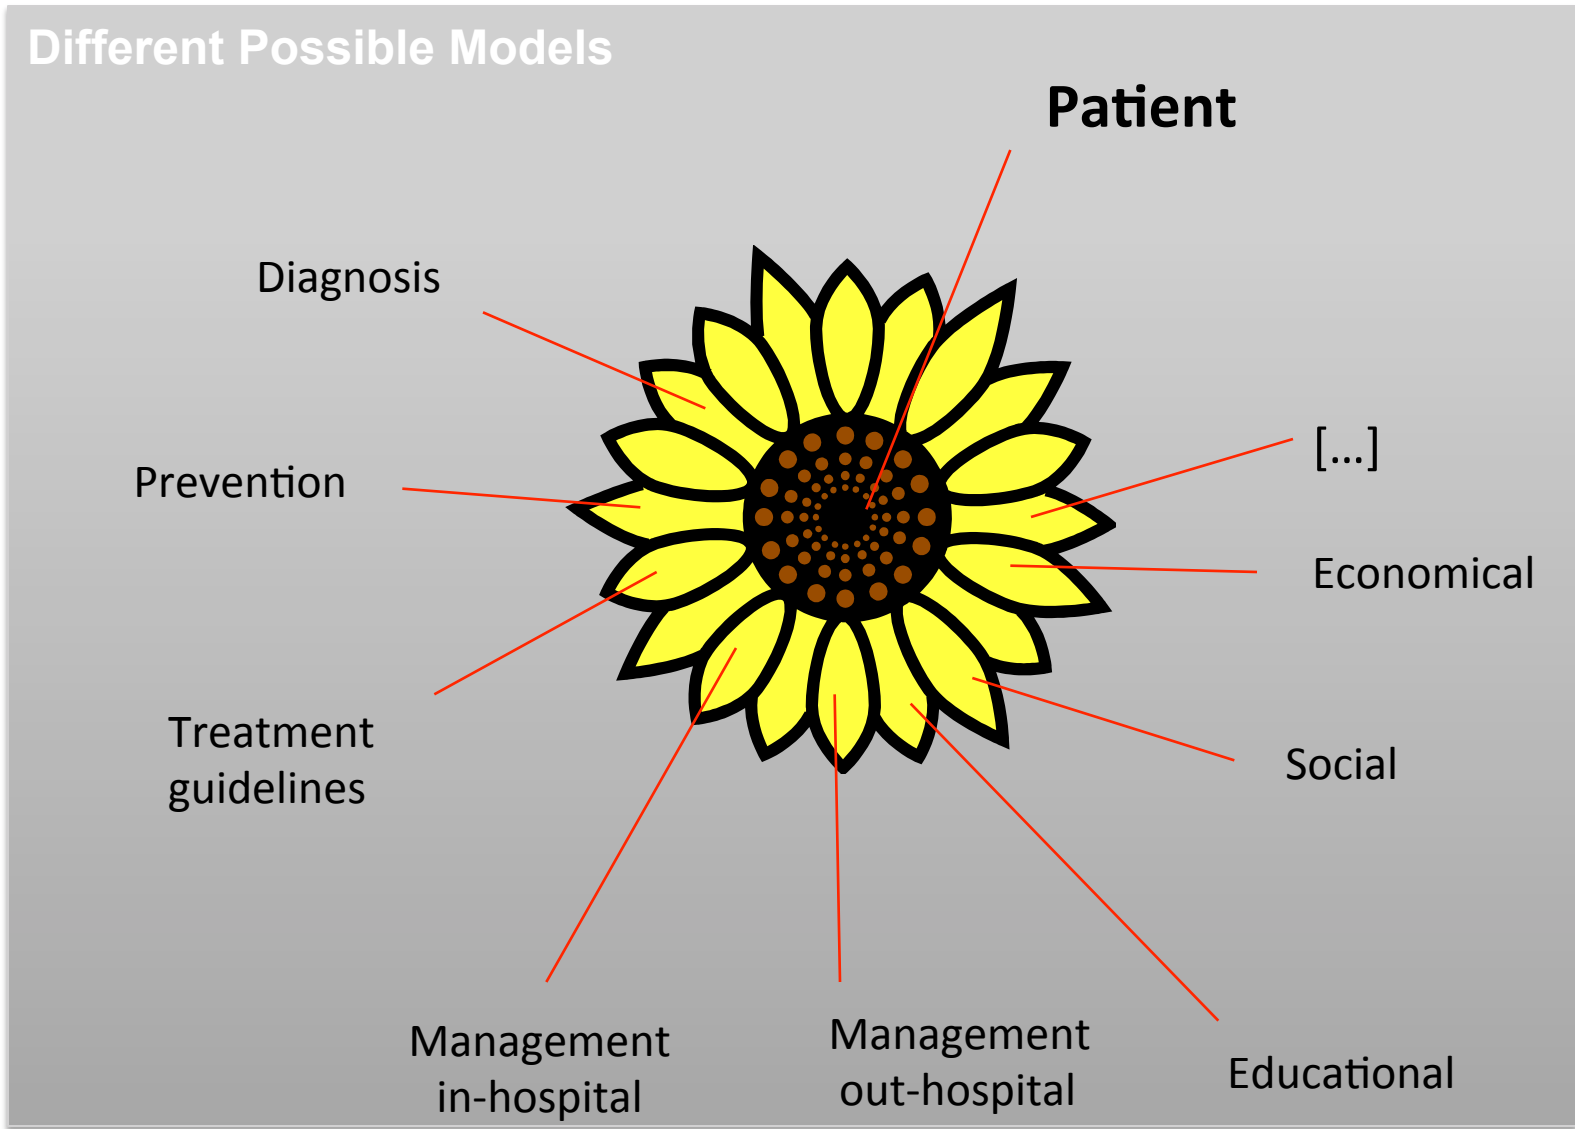 Different Possible Models
Patient
Diagnosis
[...]
Prevention
Economical
Treatment
guidelines
Social
Management
in-hospital
Management
out-hospital
Educational